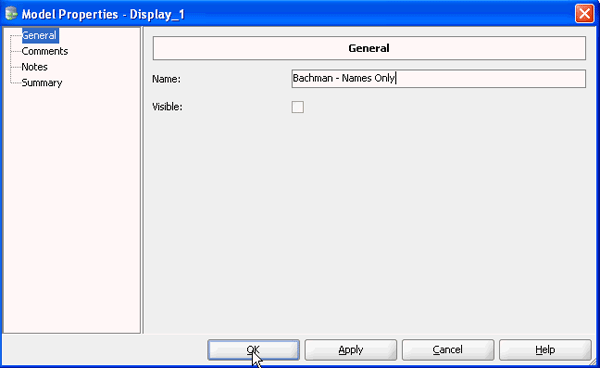 Model Properties - Display_1
General
Comments
Notes
Summary
General
Name: Bachman - Names Only
Visible:
OK Apply Cancel Help